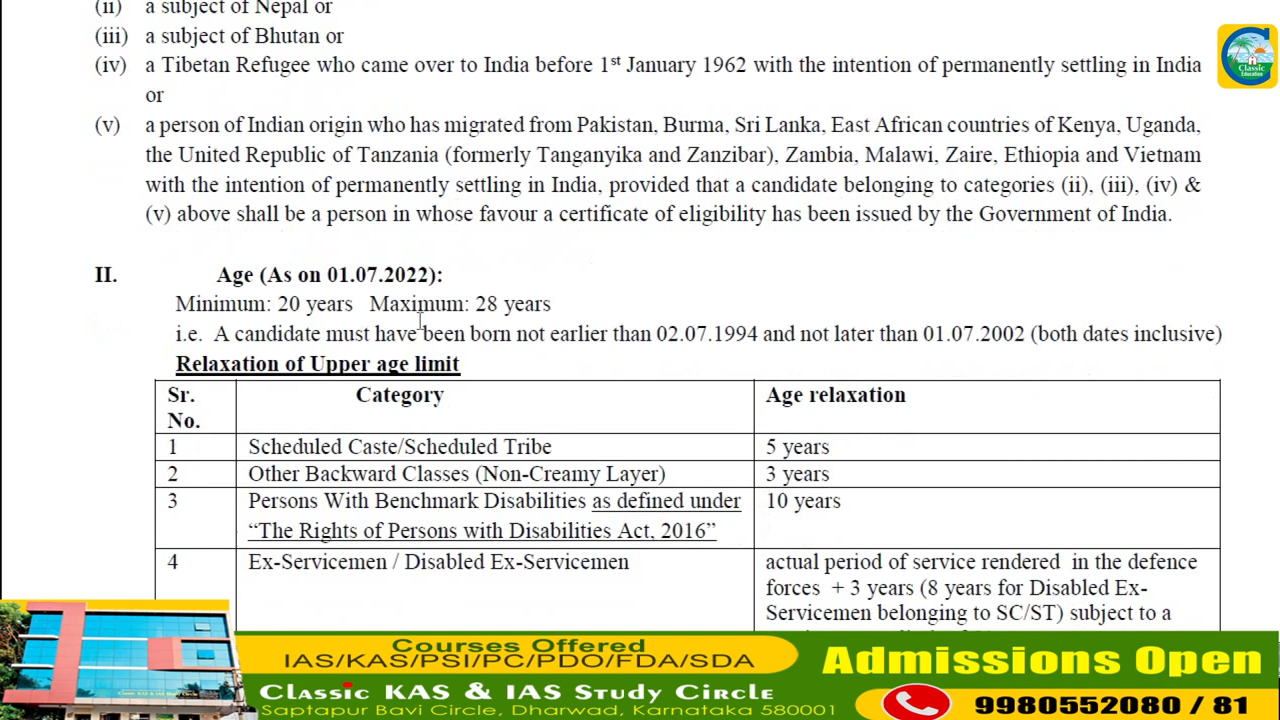 (ii) a subject of Nepal or
(iii) a subject of Bhutan or
(iv) a Tibetan Refugee who came over to India before 1st January 1962 with the intention of permanently settling in India
or
(v) a person of Indian origin who has migrated from Pakistan, Burma, Sri Lanka, East African countries of Kenya, Uganda,
the United Republic of Tanzania (formerly Tanganyika and Zanzibar), Zambia, Malawi, Zaire, Ethiopia and Vietnam
with the intention of permanently settling in India, provided that a candidate belonging to categories (ii), (iii), (iv) &
(v) above shall be a person in whose favour a certificate of eligibility has been issued by the Government of India.
II. Age (As on 01.07.2022):
Minimum: 20 years Maximum: 28 years
i.e. A candidate must have been born not earlier than 02.07.1994 and not later than 01.07.2002 (both dates inclusive)
Relaxation of Upper age limit
Sr. No. Category Age relaxation
1 Scheduled Caste/Scheduled Tribe 5 years
2 Other Backward Classes (Non-Creamy Layer) 3 years
3 Persons With Benchmark Disabilities as defined under 10 years
“The Rights of Persons with Disabilities Act, 2016”
4 Ex-Servicemen / Disabled Ex-Servicemen actual period of service rendered in the defence
forces + 3 years (8 years for Disabled Ex-
Servicemen belonging to SC/ST) subject to a
Classic
Education
Courses Offered
IAS/KAS/PSI/PC/PDO/FDA/SDA
Classic KAS & IAS Study Circle
Saptapur Bavi Circle, Dharwad, Karnataka 580001
Admissions Open
9980552080 / 81